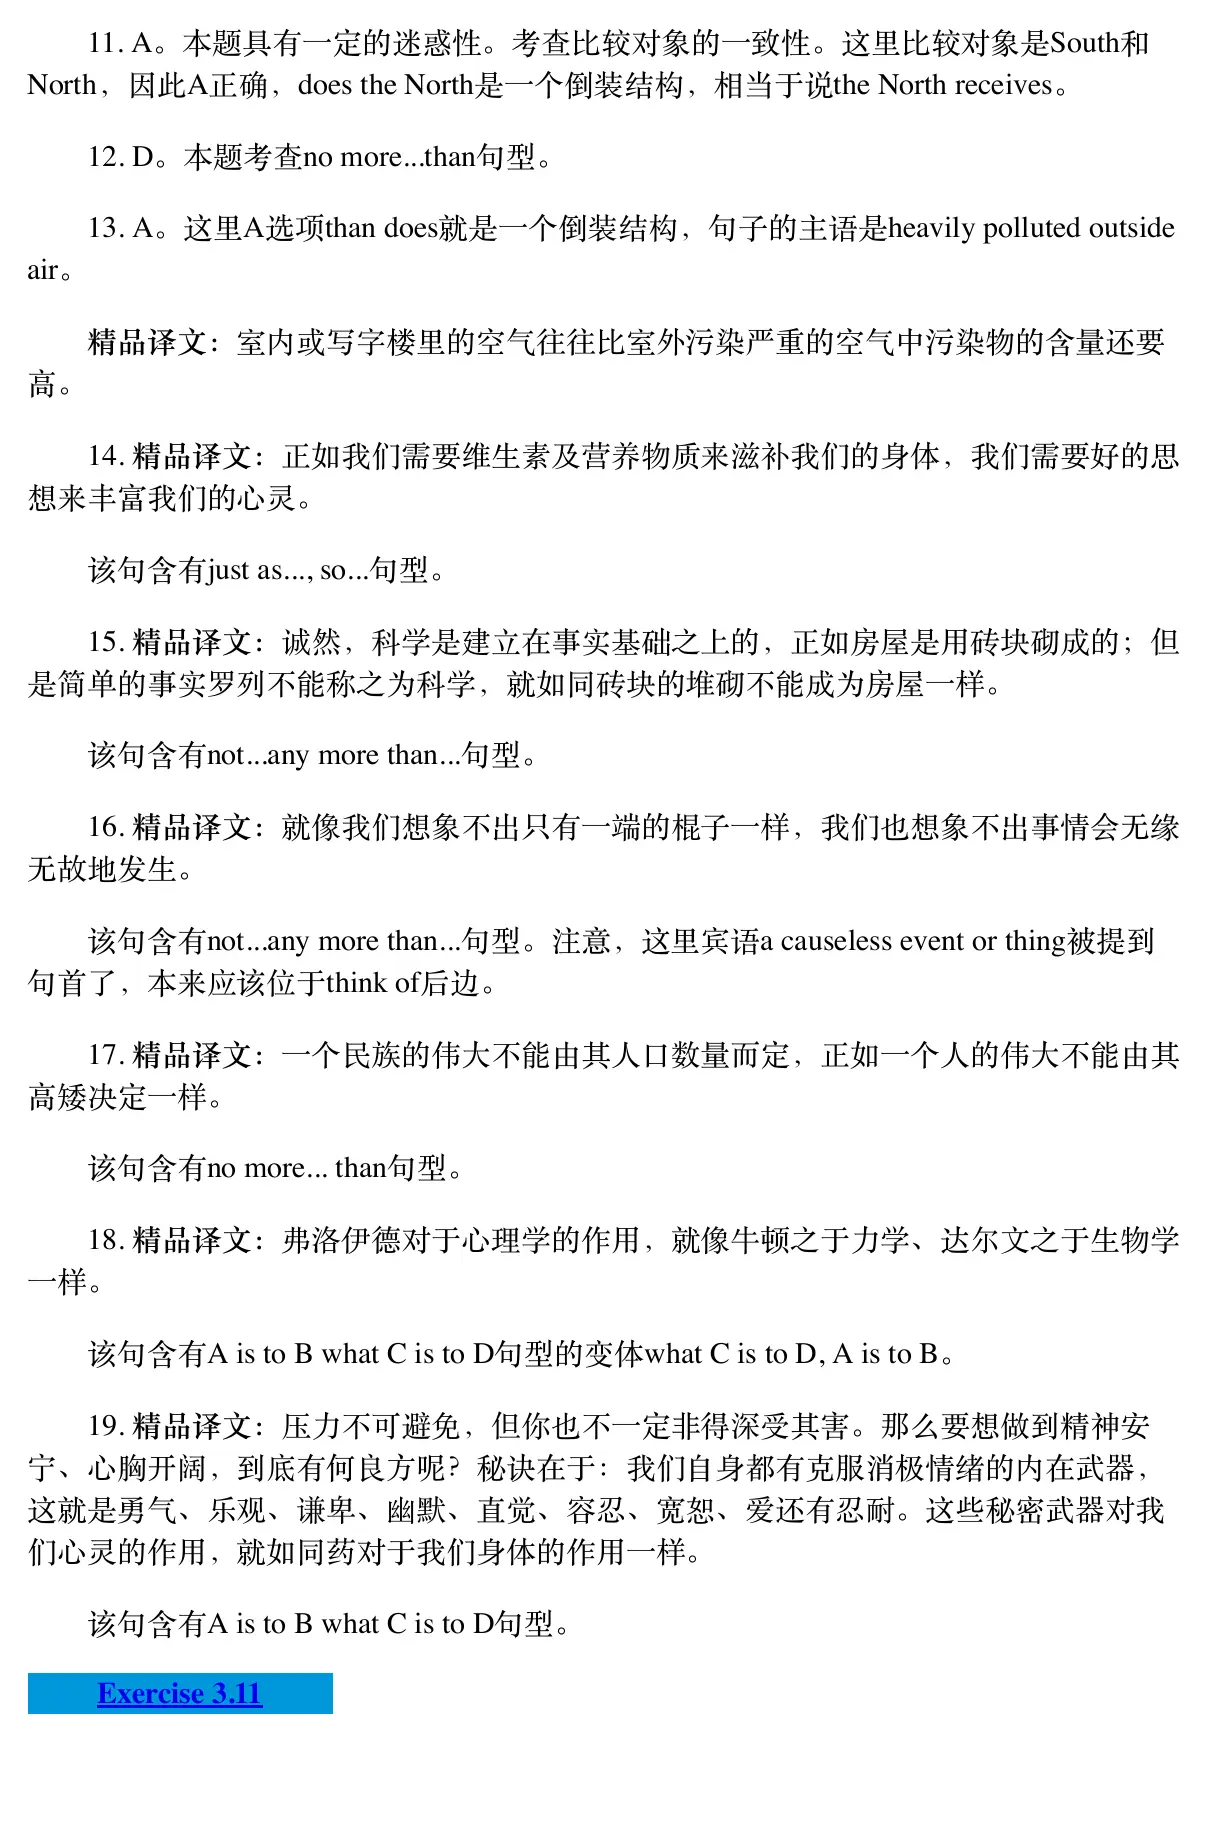 11. A。本题具有一定的迷惑性。考查比较对象的一致性。这里比较对象是South和
North，因此A正确，does the North是一个倒装结构，相当于说the North receives。
12. D。本题考查no more...than句型。
13. A。这里A选项than does就是一个倒装结构，句子的主语是heavily polluted outside
air。
精品译文：室内或写字楼里的空气往往比室外污染严重的空气中污染物的含量还要
高。
14. 精品译文：正如我们需要维生素及营养物质来滋补我们的身体，我们需要好的思
想来丰富我们的心灵。
该句含有just as..., so...句型。
15. 精品译文：诚然，科学是建立在事实基础之上的，正如房屋是用砖块砌成的；但
是简单的事实罗列不能称之为科学，就如同砖块的堆砌不能成为房屋一样。
该句含有not...any more than...句型。
16. 精品译文：就像我们想象不出只有一端的棍子一样，我们也想象不出事情会无缘
无故地发生。
该句含有not...any more than...句型。注意，这里宾语a causeless event or thing被提到
句首了，本来应该位于think of后边。
17. 精品译文：一个民族的伟大不能由其人口数量而定，正如一个人的伟大不能由其
高矮决定一样。
该句含有no more... than句型。
18. 精品译文：弗洛伊德对于心理学的作用，就像牛顿之于力学、达尔文之于生物学
一样。
该句含有A is to B what C is to D句型的变体what C is to D, A is to B。
19. 精品译文：压力不可避免，但你也不一定非得深受其害。那么要想做到精神安
宁、心胸开阔，到底有何良方呢？秘诀在于：我们自身都有克服消极情绪的内在武器，
这就是勇气、乐观、谦卑、幽默、直觉、容忍、宽恕、爱还有忍耐。这些秘密武器对我
们心灵的作用，就如同药对于我们身体的作用一样。
该句含有A is to B what C is to D句型。
Exercise 3.11